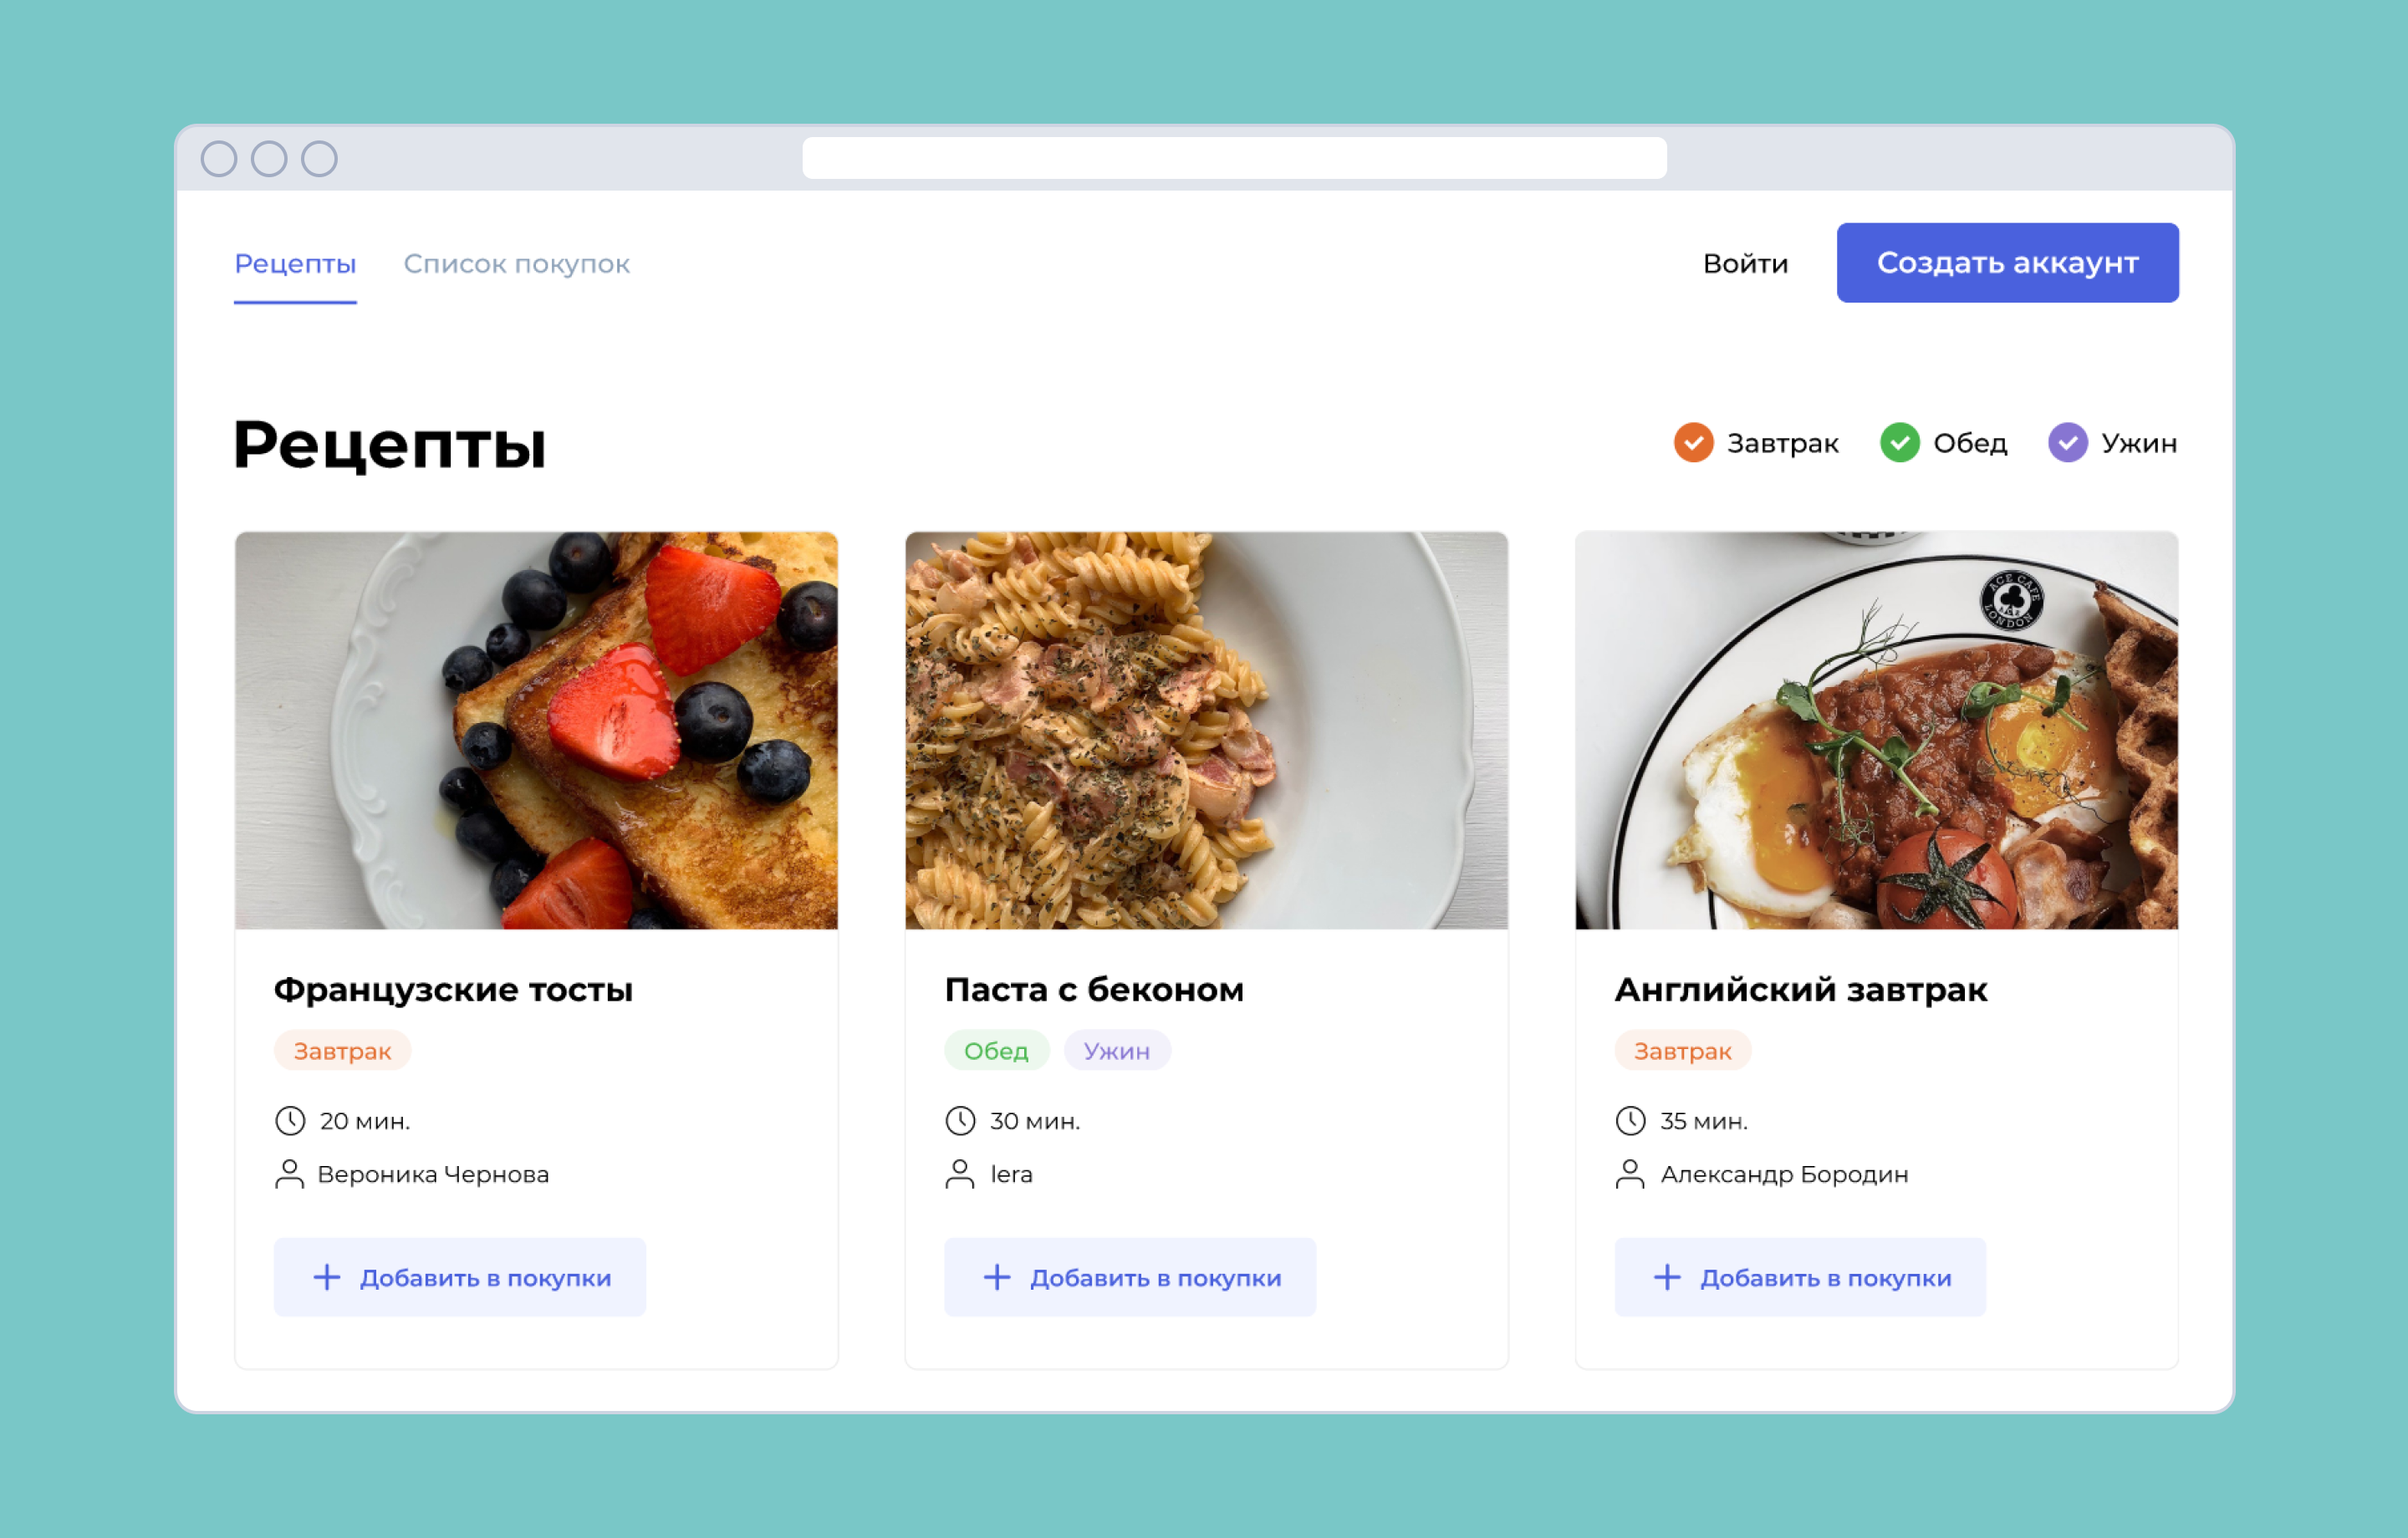 Рецепты Список покупок Войти Создать аккаунт
Рецепты
Завтрак Обед Ужин
ACE CAFE
ACE
LONDON
Французские тосты
Завтрак
20 мин.
Вероника Чернова
Добавить в покупки
Паста с беконом
Обед Ужин
30 мин.
lera
Добавить в покупки
Английский завтрак
Завтрак
35 мин.
Александр Бородин
Добавить в покупки